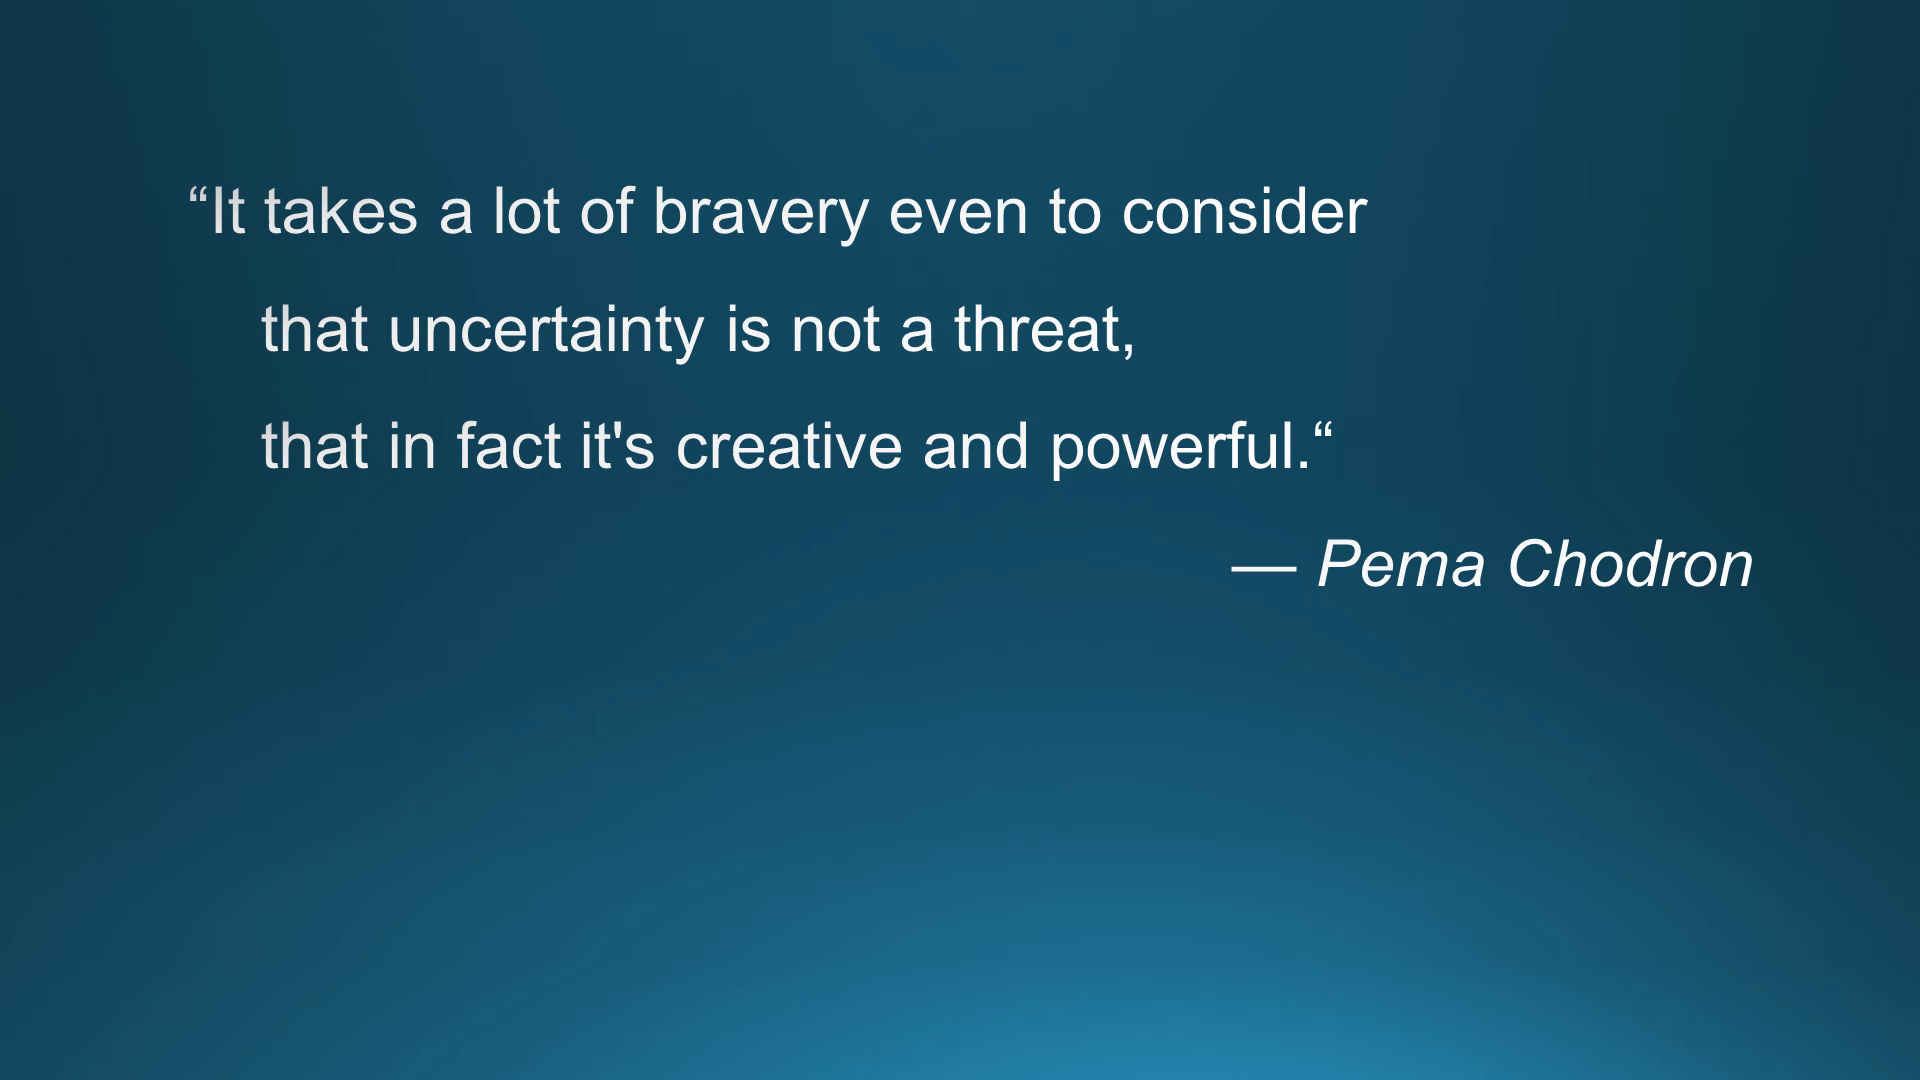 “It takes a lot of bravery even to consider
that uncertainty is not a threat,
that in fact it's creative and powerful.“
— Pema Chodron